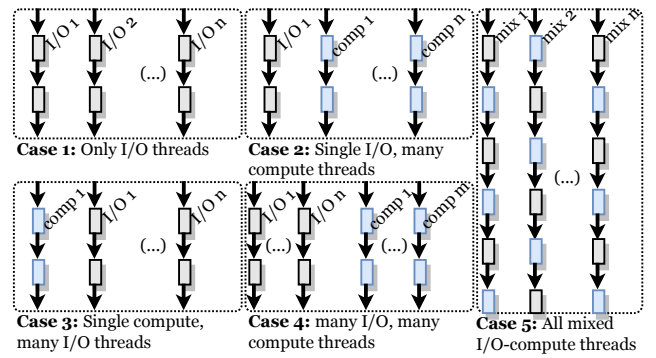 I/O 1
I/O 2
I/O n
(...)
Case 1: Only I/O threads
I/O 1
comp 1
comp n
(...)
Case 2: Single I/O, many
compute threads
comp 1
I/O 1
I/O n
(...)
Case 3: Single compute,
many I/O threads
I/O 1
I/O n
comp 1
comp m
(...)
(...)
Case 4: many I/O, many
compute threads
mix 1
mix 2
mix n
(...)
Case 5: All mixed
I/O-compute threads